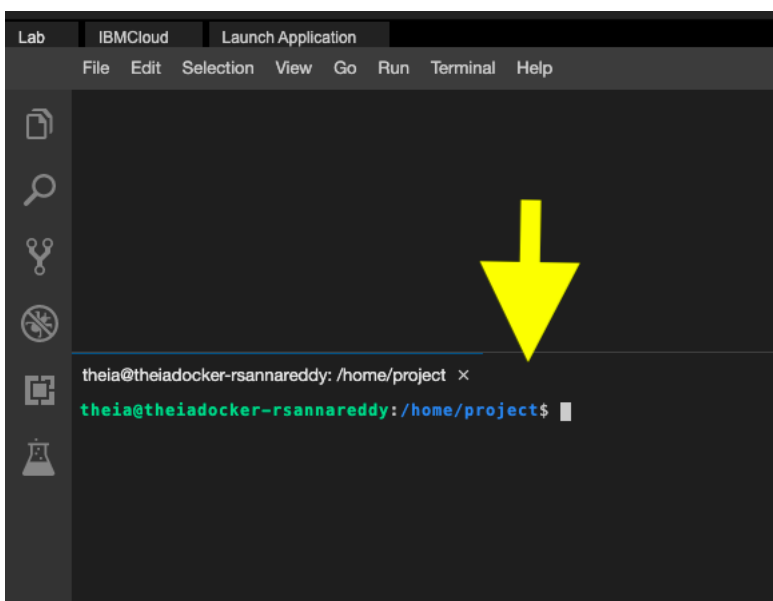 Lab IBMCloud Launch Application
File Edit Selection View Go Run Terminal Help
theia@theiadocker-rsannareddy: /home/project ×
theia@theiadocker-rsannareddy:/home/project$